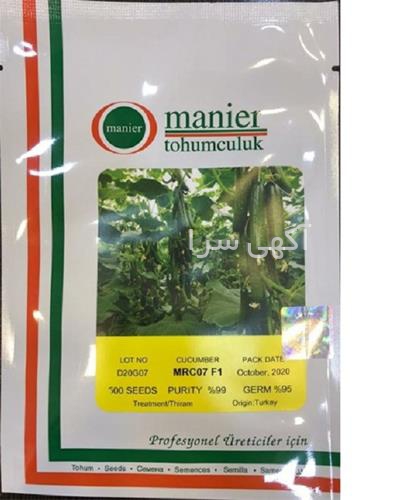 manier
manier
tohumculuk
آگهی سرا
LOT NO CUCUMBER PACK DATE
D20G07 MRC07 F1 October, 2020
500 SEEDS PURITY %99 GERM %95
Treatment/Thiram Origin:Turkey
Profesyonel Üreticiler için
Tohum - Seeds - Семена - Semences - Semilla